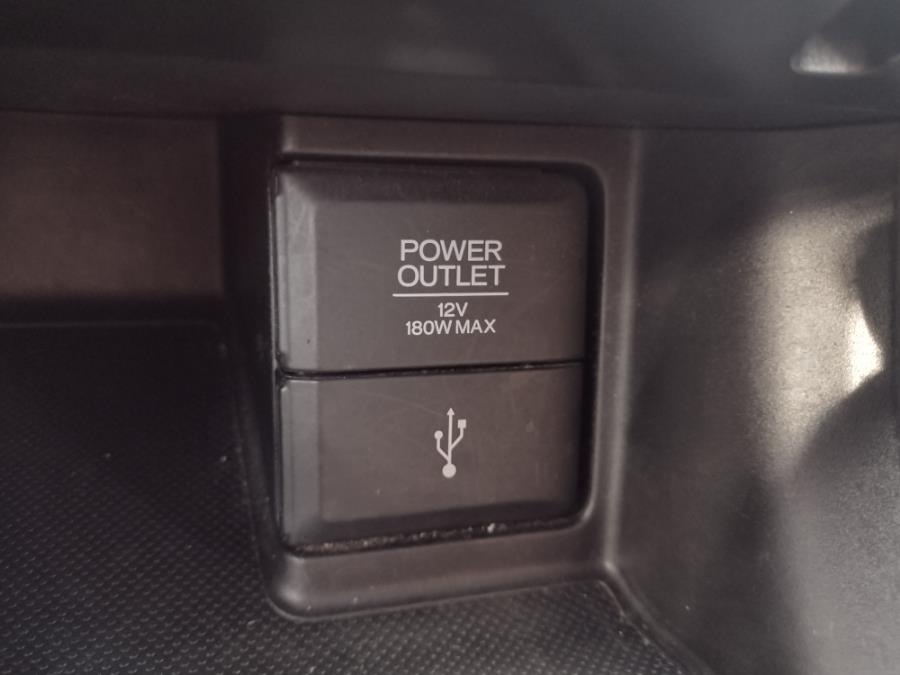 POWER
OUTLET
12V
180W MAX